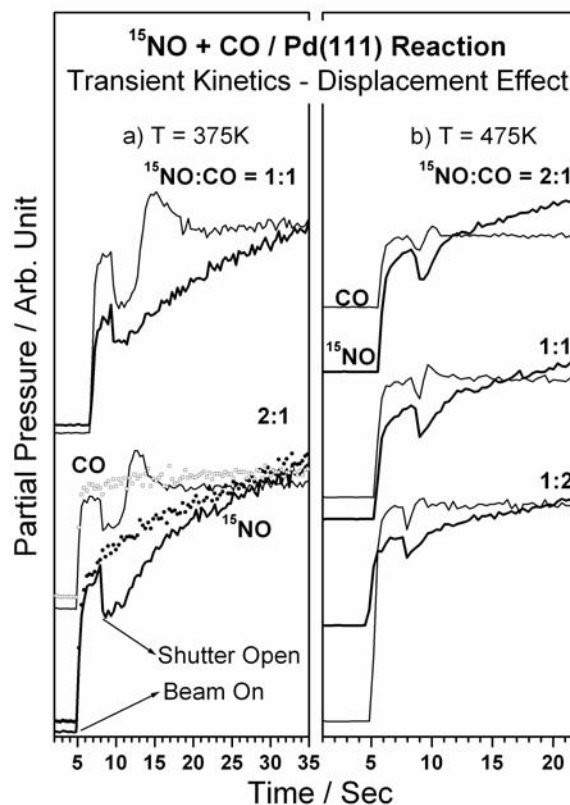 ¹⁵NO + CO / Pd(111) Reaction
Transient Kinetics - Displacement Effect
a) T = 375K
¹⁵NO:CO = 1:1
2:1
CO
¹⁵NO
Shutter Open
Beam On
b) T = 475K
¹⁵NO:CO = 2:1
CO
¹⁵NO
1:1
1:2
Partial Pressure / Arb. Unit
5 10 15 20 25 30 35
5 10 15 20
Time / Sec